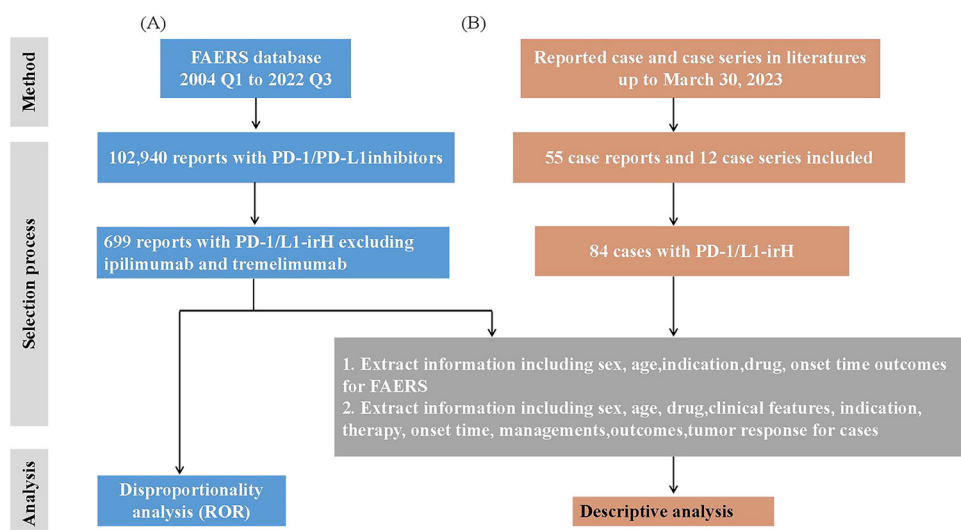 (A)
(B)
Method
FAERS database
2004 Q1 to 2022 Q3
Reported case and case series in literatures
up to March 30, 2023
Selection process
102,940 reports with PD-1/PD-L1inhibitors
55 case reports and 12 case series included
699 reports with PD-1/L1-irH excluding
ipilimumab and tremelimumab
84 cases with PD-1/L1-irH
1. Extract information including sex, age,indication,drug, onset time outcomes
for FAERS
2. Extract information including sex, age, drug,clinical features, indication,
therapy, onset time, managements,outcomes,tumor response for cases
Analysis
Disproportionality
analysis (ROR)
Descriptive analysis